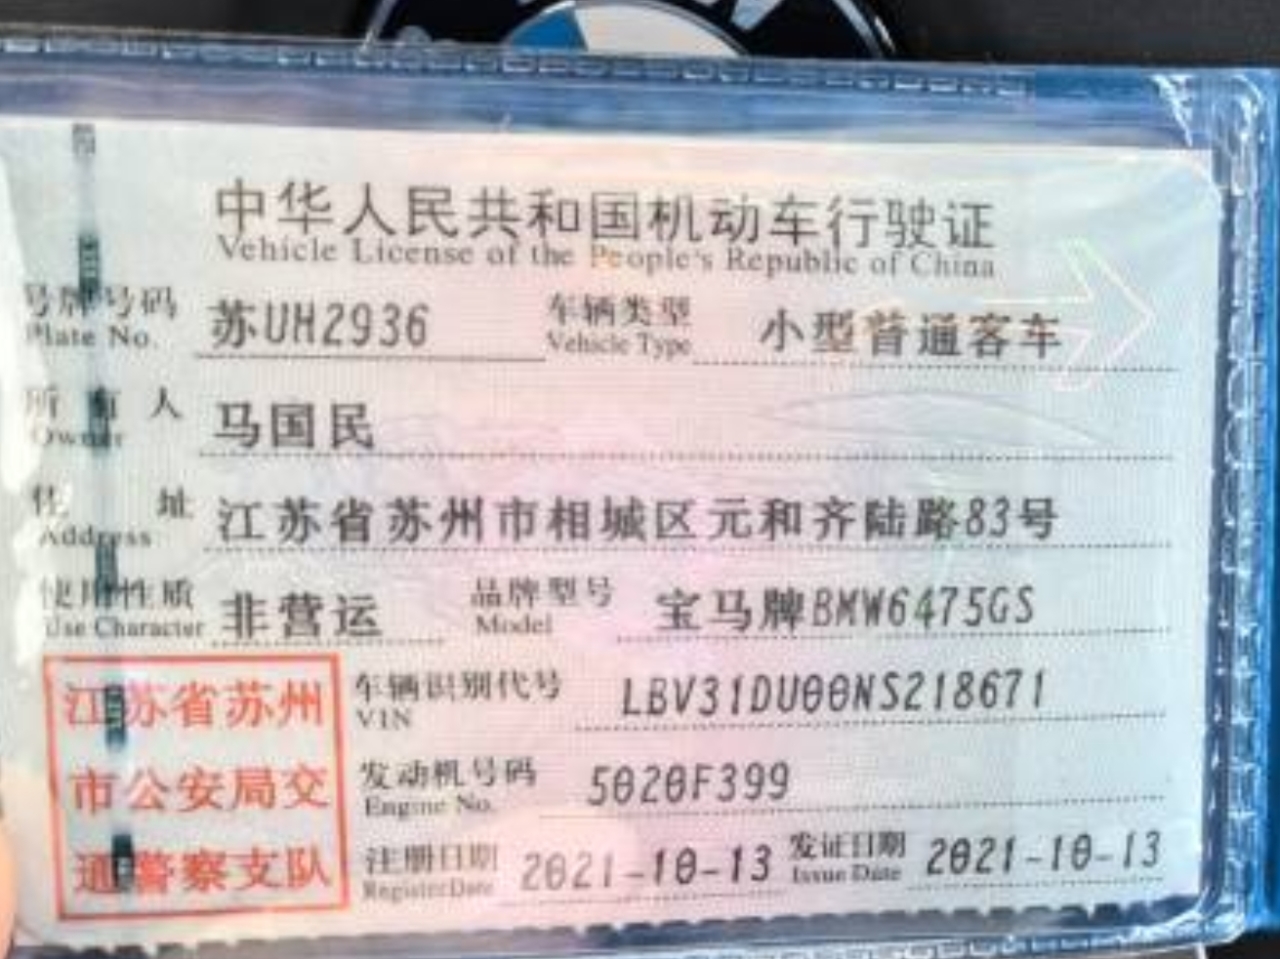 中华人民共和国机动车行驶证
Vehicle License of the People's Republic of China
号牌号码 苏UH2936 车辆类型 小型普通客车
Plate No. Vehicle Type
所有人 马国民
Owner
住址 江苏省苏州市相城区元和齐陆路83号
Address
使用性质 非营运 品牌型号 宝马牌BMW6475GS
Use Character Model
江苏省苏州 车辆识别代号 LBV31DU00NS218671
VIN
市公安局交 发动机号码 5020F399
Engine No.
通警察支队 注册日期 2021-10-13 发证日期 2021-10-13
Register Date Issue Date